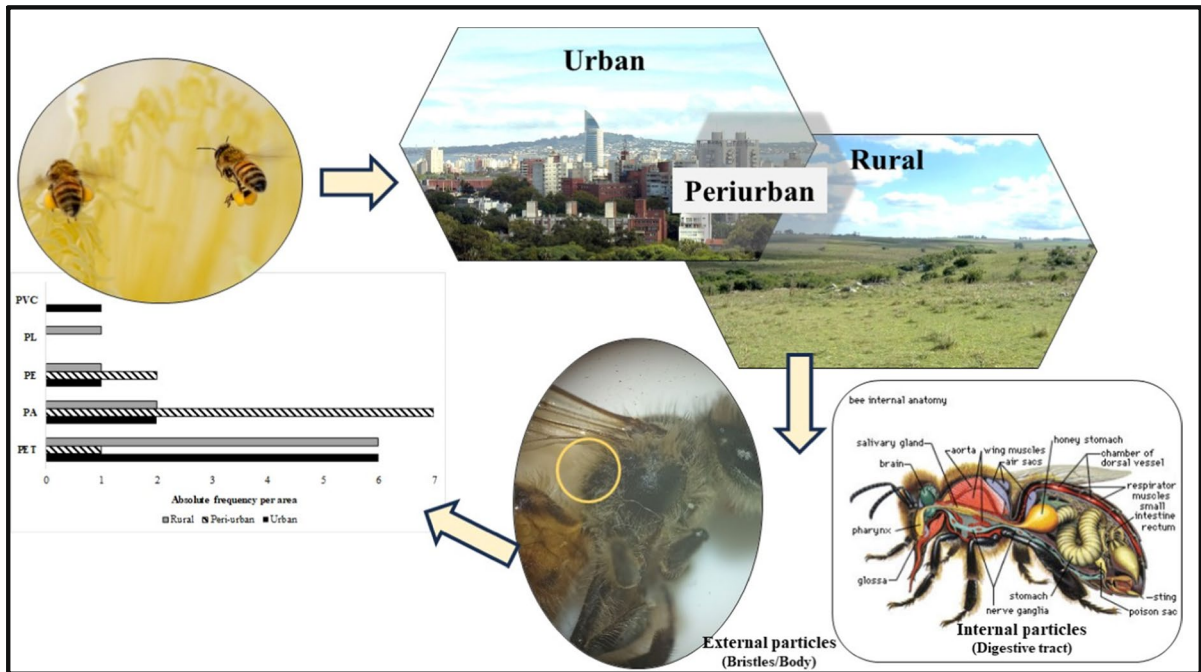 Urban
Periurban
Rural
PVC
PL
PE
PA
PET
0 1 2 3 4 5 6 7
Absolute frequency per area
Rural Peri-urban Urban
External particles
(Bristles/Body)
bee internal anatomy
salivary gland
brain
pharynx
glossa
aorta
wing muscles
air sacs
honey stomach
chamber of
dorsal vessel
respirator
muscles
small
intestine
rectum
stomach
nerve ganglia
sting
poison sac
Internal particles
(Digestive tract)